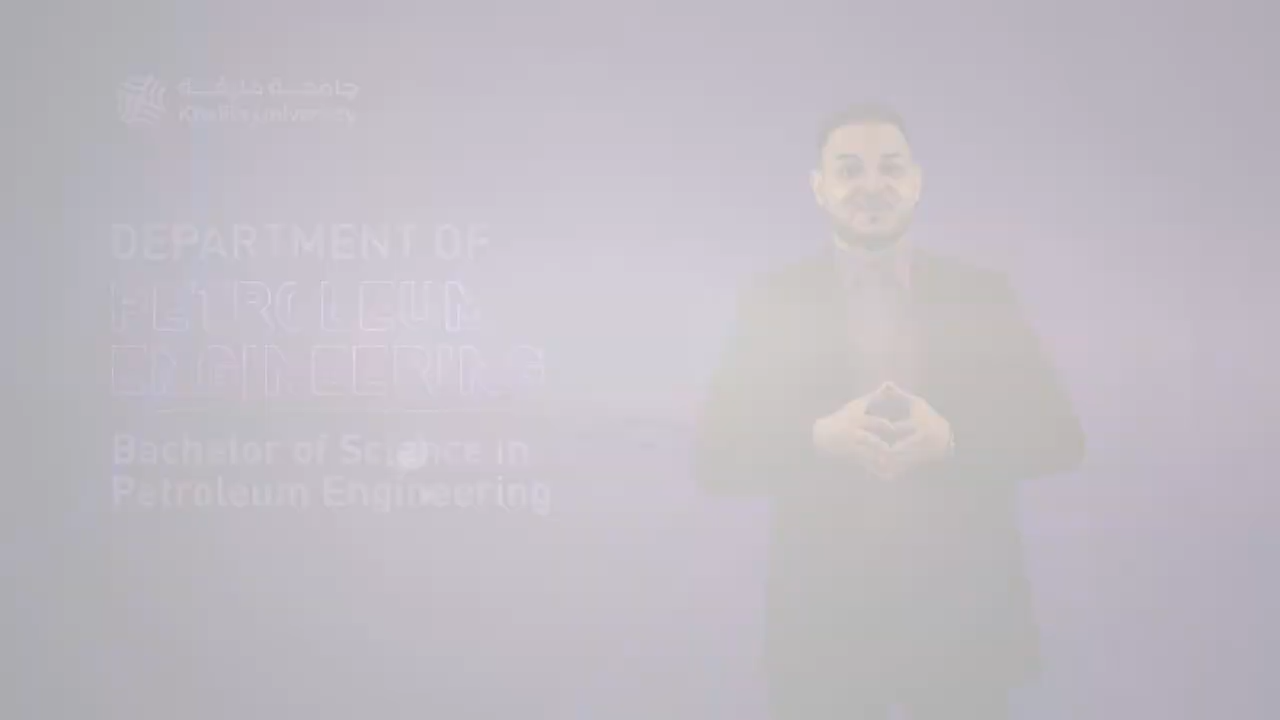 جامعة خليفة
Khalifa University
DEPARTMENT OF
PETROLEUM
ENGINEERING
Bachelor of Science in
Petroleum Engineering